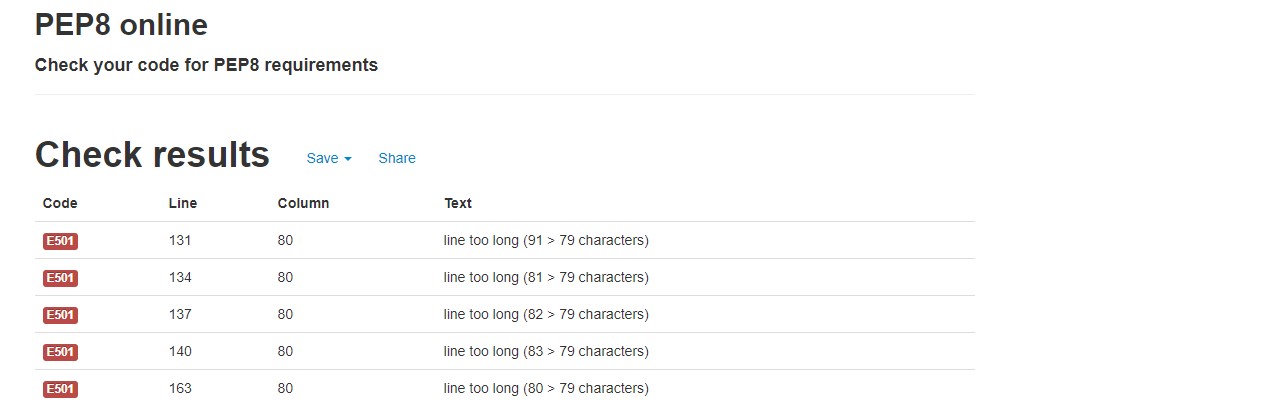 PEP8 online
Check your code for PEP8 requirements
Check results Save Share
Code Line Column Text
E501 131 80 line too long (91 > 79 characters)
E501 134 80 line too long (81 > 79 characters)
E501 137 80 line too long (82 > 79 characters)
E501 140 80 line too long (83 > 79 characters)
E501 163 80 line too long (80 > 79 characters)